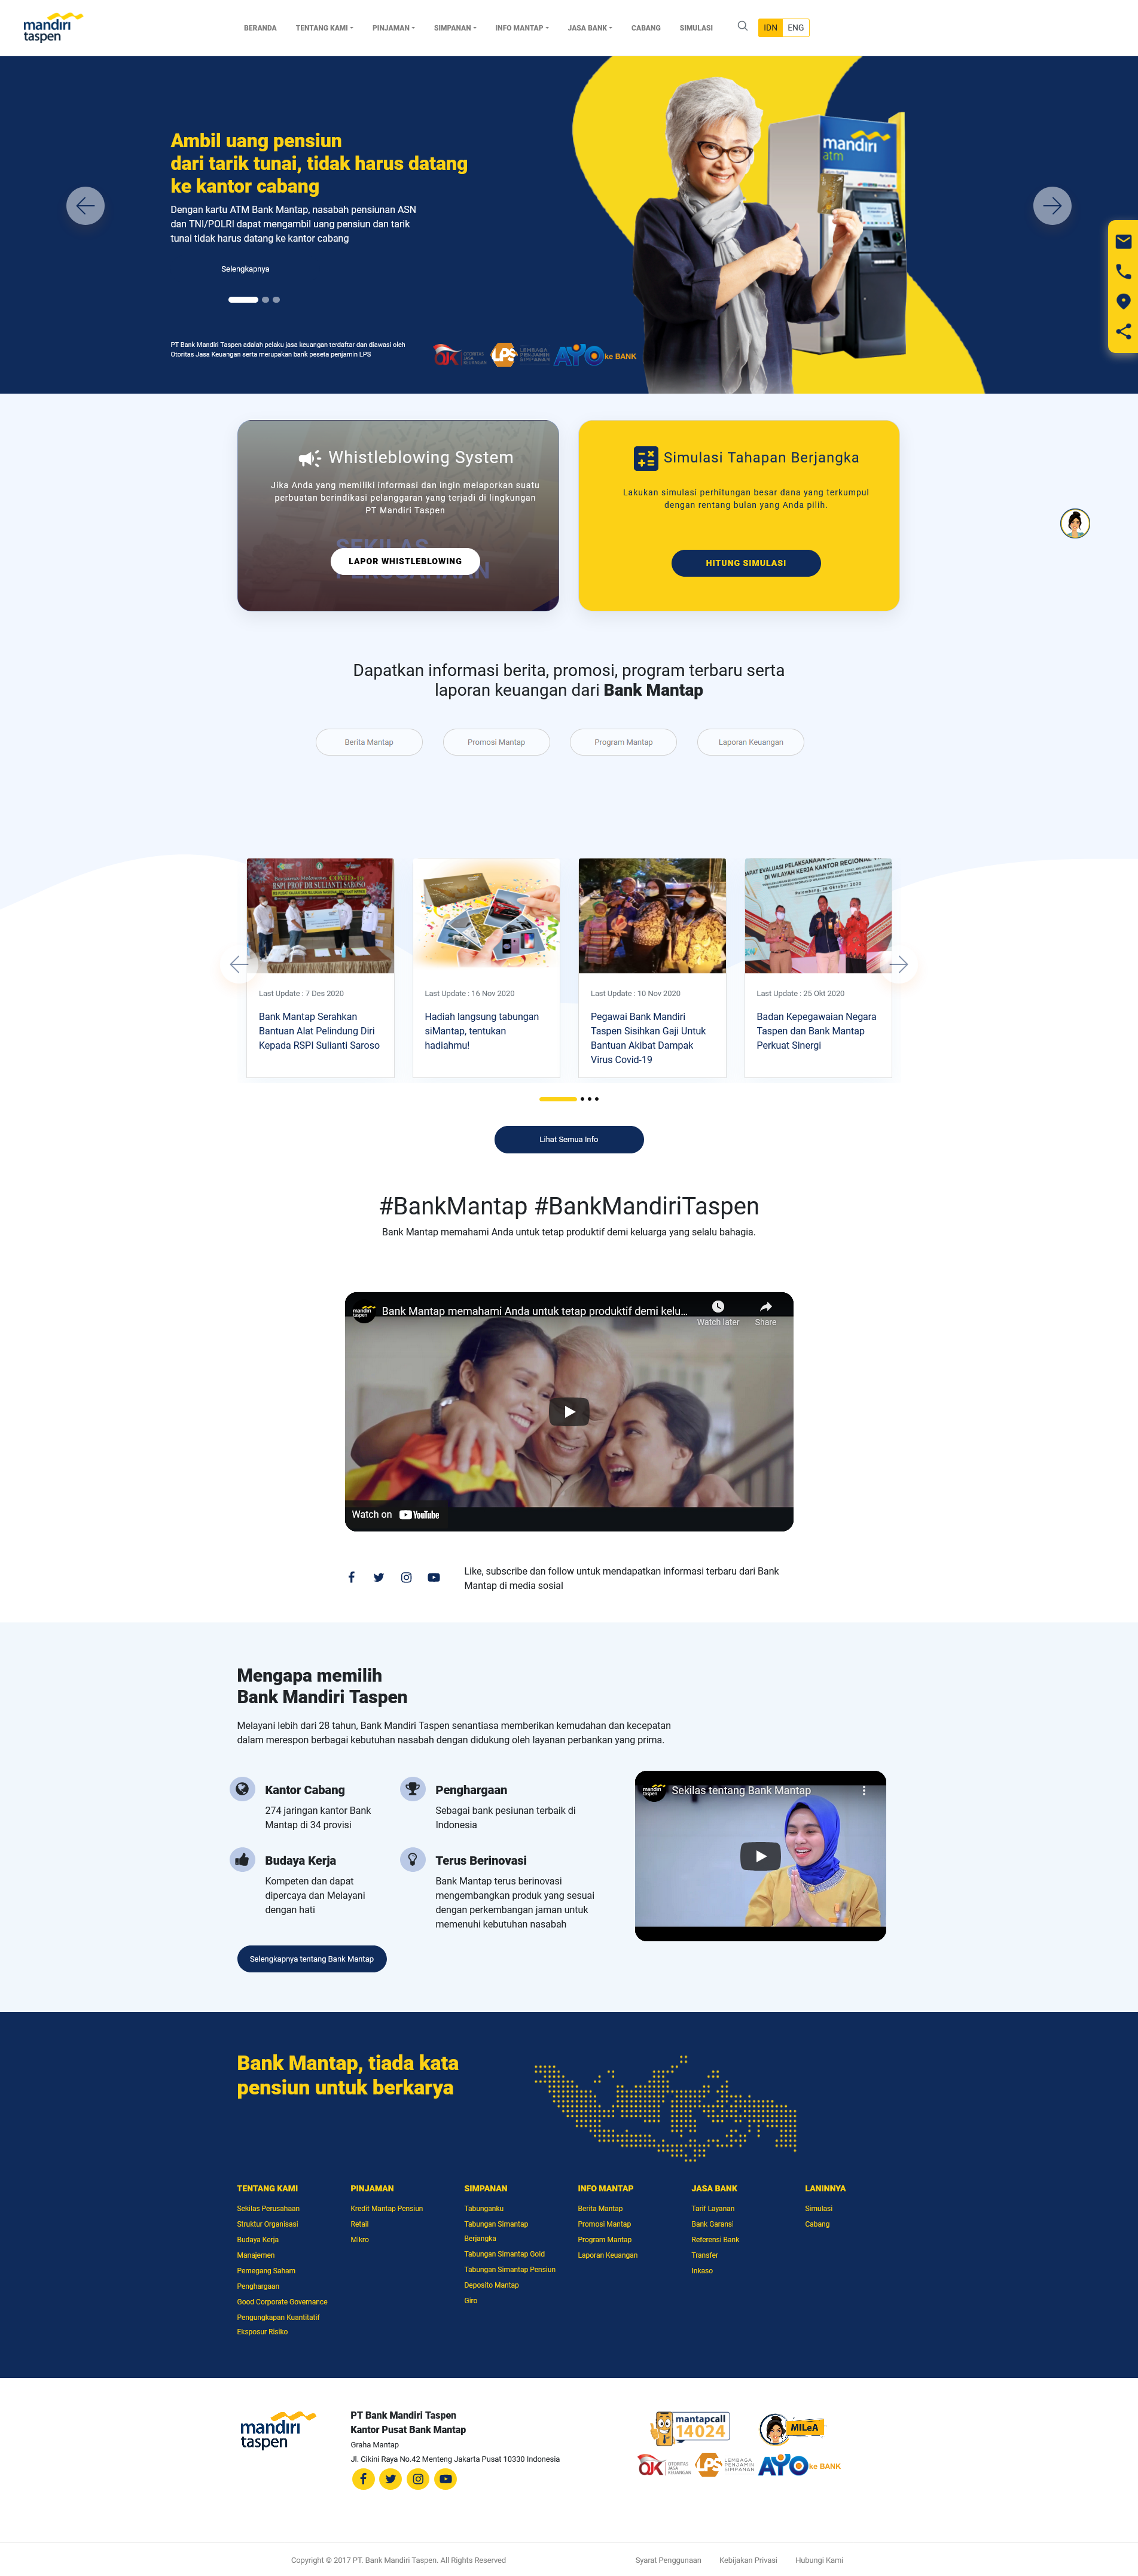 mandiri
taspen
BERANDA
TENTANG KAMI
PINJAMAN
SIMPANAN
INFO MANTAP
JASA BANK
CABANG
SIMULASI
IDN
ENG
Ambil uang pensiun
dari tarik tunai, tidak harus datang
ke kantor cabang
Dengan kartu ATM Bank Mantap, nasabah pensiunan ASN
dan TNI/POLRI dapat mengambil uang pensiun dan tarik
tunai tidak harus datang ke kantor cabang
Selengkapnya
mandiri
atm
PT Bank Mandiri Taspen adalah pelaku jasa keuangan terdaftar dan diawasi oleh
Otoritas Jasa Keuangan serta merupakan bank peseta penjamin LPS
OJK OTORITAS JASA KEUANGAN
LPS LEMBAGA PENJAMIN SIMPANAN
AYO ke BANK
Whistleblowing System
Jika Anda yang memiliki informasi dan ingin melaporkan suatu
perbuatan berindikasi pelanggaran yang terjadi di lingkungan
PT Mandiri Taspen
SEKILAS
PERUSAHAAN
LAPOR WHISTLEBLOWING
Simulasi Tahapan Berjangka
Lakukan simulasi perhitungan besar dana yang terkumpul
dengan rentang bulan yang Anda pilih.
HITUNG SIMULASI
Dapatkan informasi berita, promosi, program terbaru serta
laporan keuangan dari Bank Mantap
Berita Mantap
Promosi Mantap
Program Mantap
Laporan Keuangan
RSPI PROF DR SULIANTI SAROSO
Last Update : 7 Des 2020
Bank Mantap Serahkan
Bantuan Alat Pelindung Diri
Kepada RSPI Sulianti Saroso
Last Update : 16 Nov 2020
Hadiah langsung tabungan
siMantap, tentukan
hadiahmu!
Last Update : 10 Nov 2020
Pegawai Bank Mandiri
Taspen Sisihkan Gaji Untuk
Bantuan Akibat Dampak
Virus Covid-19
DI WILAYAH KERJA KANTOR REGIONAL
Palembang, 26 Oktober 2020
Last Update : 25 Okt 2020
Badan Kepegawaian Negara
Taspen dan Bank Mantap
Perkuat Sinergi
Lihat Semua Info
#BankMantap #BankMandiriTaspen
Bank Mantap memahami Anda untuk tetap produktif demi keluarga yang selalu bahagia.
mandiri
taspen
Bank Mantap memahami Anda untuk tetap produktif demi kelu...
Watch later
Share
Watch on YouTube
Like, subscribe dan follow untuk mendapatkan informasi terbaru dari Bank
Mantap di media sosial
Mengapa memilih
Bank Mandiri Taspen
Melayani lebih dari 28 tahun, Bank Mandiri Taspen senantiasa memberikan kemudahan dan kecepatan
dalam merespon berbagai kebutuhan nasabah dengan didukung oleh layanan perbankan yang prima.
Kantor Cabang
274 jaringan kantor Bank
Mantap di 34 provisi
Penghargaan
Sebagai bank pesiunan terbaik di
Indonesia
Budaya Kerja
Kompeten dan dapat
dipercaya dan Melayani
dengan hati
Terus Berinovasi
Bank Mantap terus berinovasi
mengembangkan produk yang sesuai
dengan perkembangan jaman untuk
memenuhi kebutuhan nasabah
mandiri
taspen
Sekilas tentang Bank Mantap
Selengkapnya tentang Bank Mantap
Bank Mantap, tiada kata
pensiun untuk berkarya
TENTANG KAMI
Sekilas Perusahaan
Struktur Organisasi
Budaya Kerja
Manajemen
Pemegang Saham
Penghargaan
Good Corporate Governance
Pengungkapan Kuantitatif
Eksposur Risiko
PINJAMAN
Kredit Mantap Pensiun
Retail
Mikro
SIMPANAN
Tabunganku
Tabungan Simantap
Berjangka
Tabungan Simantap Gold
Tabungan Simantap Pensiun
Deposito Mantap
Giro
INFO MANTAP
Berita Mantap
Promosi Mantap
Program Mantap
Laporan Keuangan
JASA BANK
Tarif Layanan
Bank Garansi
Referensi Bank
Transfer
Inkaso
LANINNYA
Simulasi
Cabang
mandiri
taspen
PT Bank Mandiri Taspen
Kantor Pusat Bank Mantap
Graha Mantap
Jl. Cikini Raya No.42 Menteng Jakarta Pusat 10330 Indonesia
mantapcall
14024
MILeA
OJK OTORITAS JASA KEUANGAN
LPS LEMBAGA PENJAMIN SIMPANAN
AYO ke BANK
Copyright © 2017 PT. Bank Mandiri Taspen. All Rights Reserved
Syarat Penggunaan
Kebijakan Privasi
Hubungi Kami